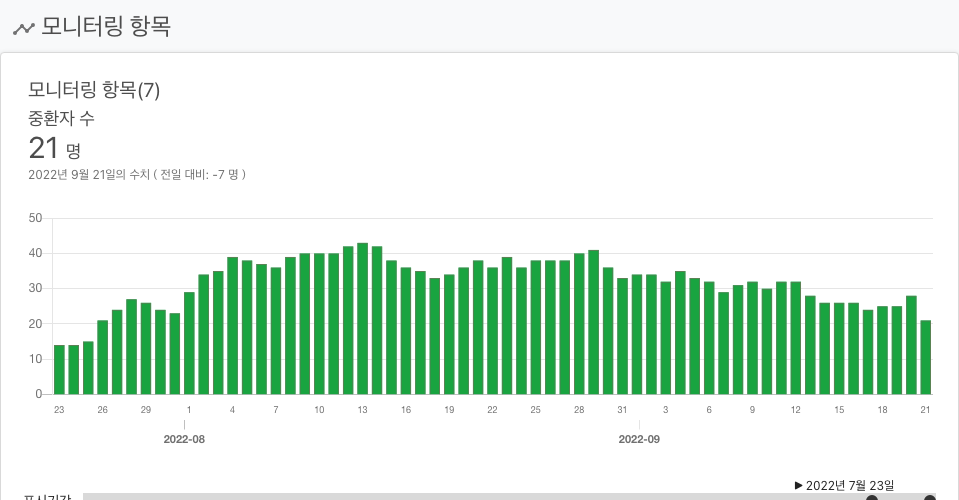 모니터링 항목
모니터링 항목(7)
중환자 수
21 명
2022년 9월 21일의 수치 ( 전일 대비: -7 명 )
50
40
30
20
10
0
23 26 29 1 4 7 10 13 16 19 22 25 28 31 3 6 9 12 15 18 21
2022-08 2022-09
▶ 2022년 7월 23일